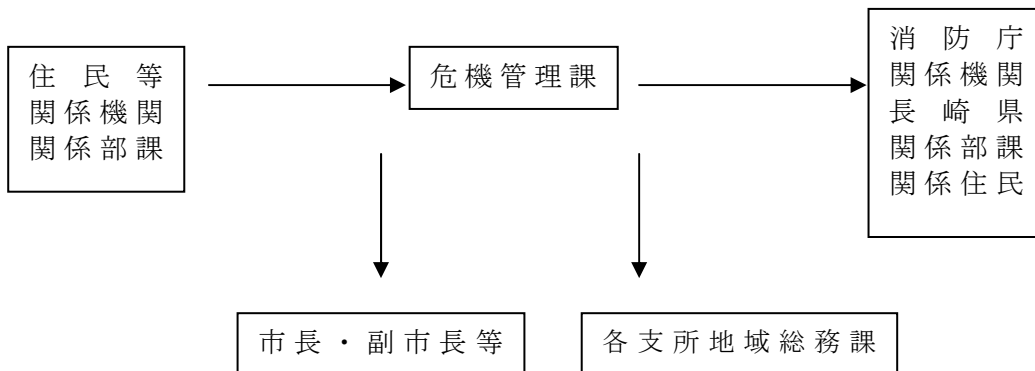 住民等
関係機関
関係部課
危機管理課
消防庁
関係機関
長崎県
関係部課
関係住民
市長・副市長等
各支所地域総務課